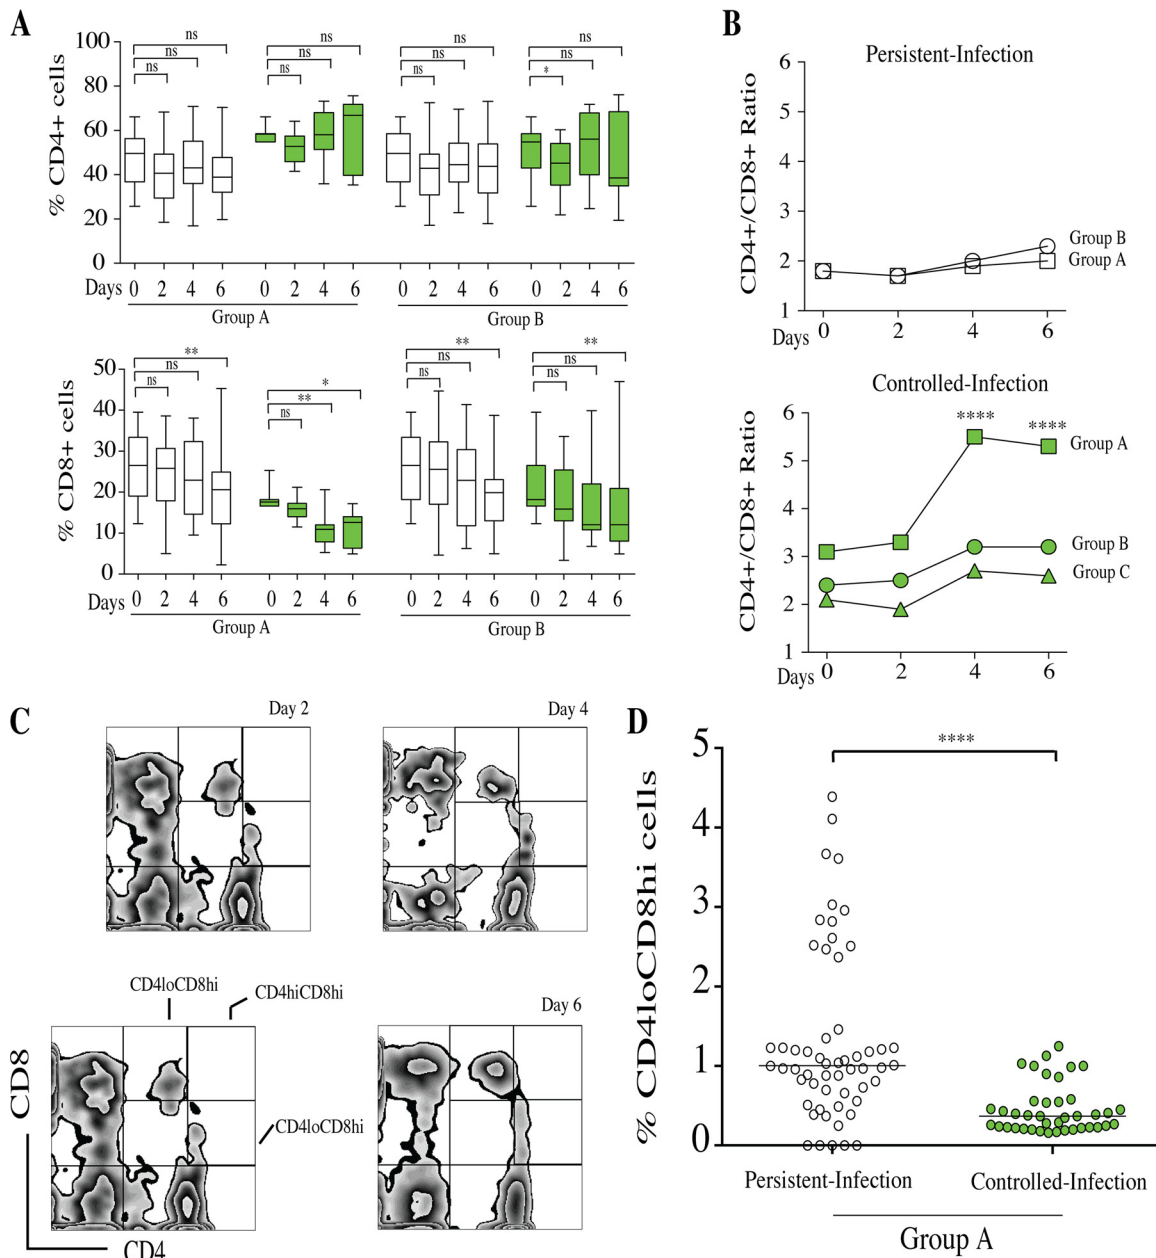 A
% CD4+ cells
100
80
60
40
20
0
ns
ns
ns
ns
ns
ns
ns
ns
ns
ns
ns
*
Days 0 2 4 6 0 2 4 6 0 2 4 6 0 2 4 6
Group A Group B
% CD8+ cells
50
40
30
20
10
0
**
ns
ns
*
**
ns
**
ns
ns
**
ns
ns
Days 0 2 4 6 0 2 4 6 0 2 4 6 0 2 4 6
Group A Group B
B
Persistent-Infection
CD4+/CD8+ Ratio
6
5
4
3
2
1
Group B
Group A
Days 0 2 4 6
Controlled-Infection
CD4+/CD8+ Ratio
6
5
4
3
2
1
**** ****
Group A
Group B
Group C
Days 0 2 4 6
C
Day 2 Day 4
CD4loCD8hi
CD4hiCD8hi
Day 6
CD4loCD8hi
CD8
CD4
D
% CD4loCD8hi cells
5
4
3
2
1
0
****
Persistent-Infection Controlled-Infection
Group A